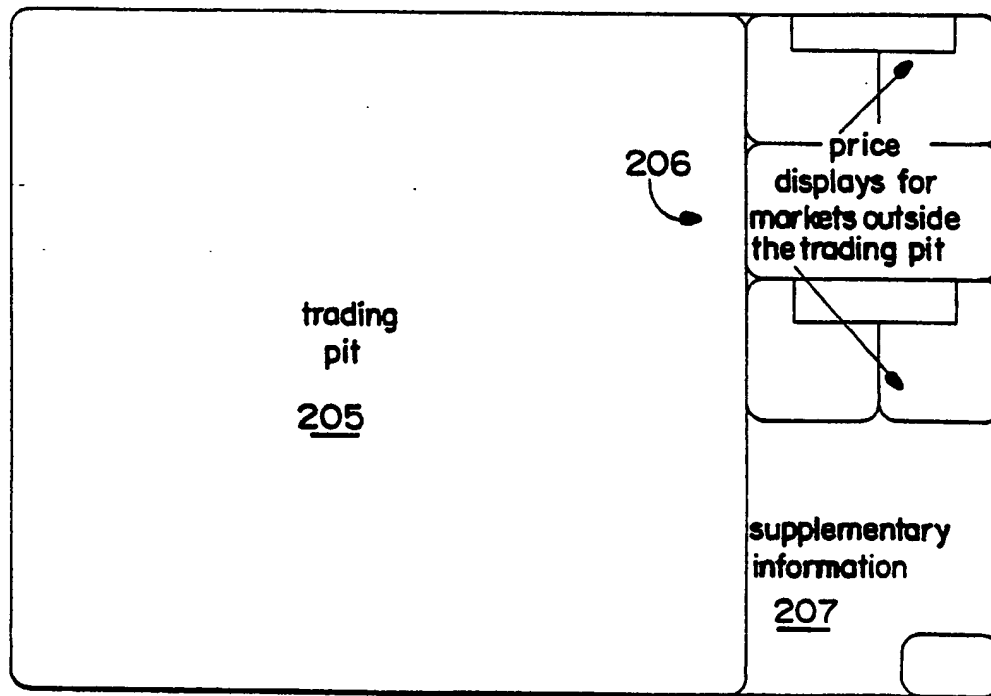 206
price
displays for
markets outside
the trading pit
trading
pit
205
supplementary
information
207